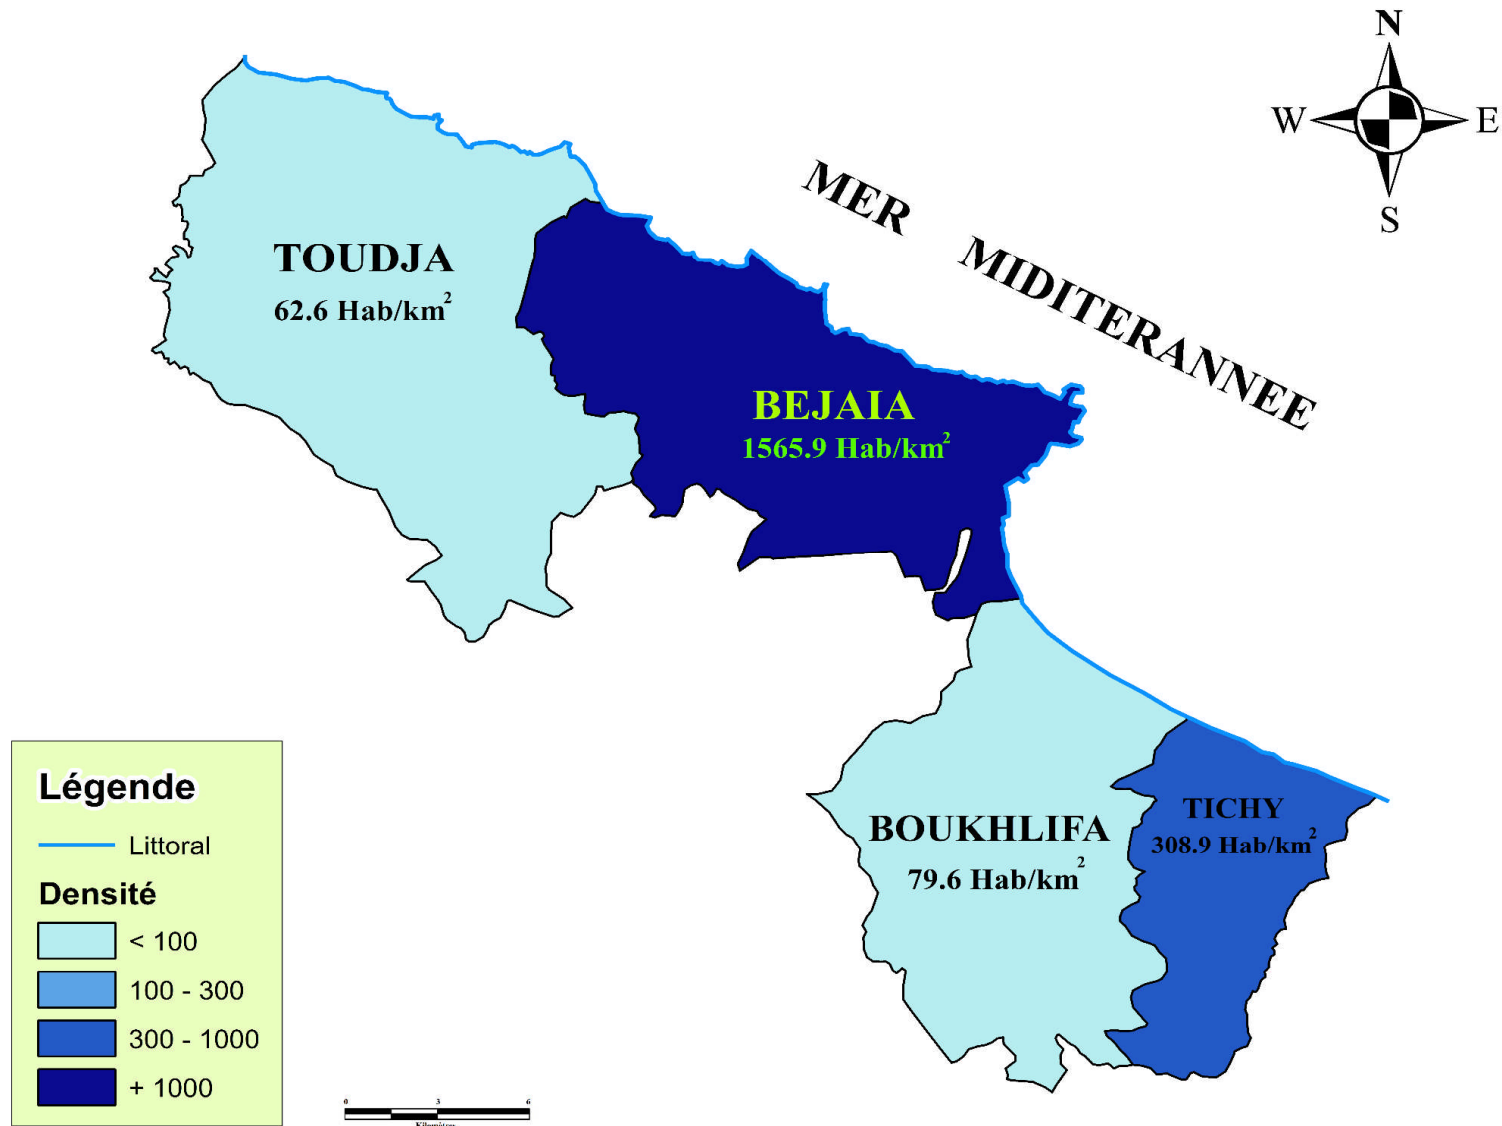 N
W E
S
MER MIDITERANNEE
TOUDJA
62.6 Hab/km²
BEJAIA
1565.9 Hab/km²
BOUKHLIFA
79.6 Hab/km²
TICHY
308.9 Hab/km²
Légende
Littoral
Densité
< 100
100 - 300
300 - 1000
+ 1000
0 3 6
Kilomètres